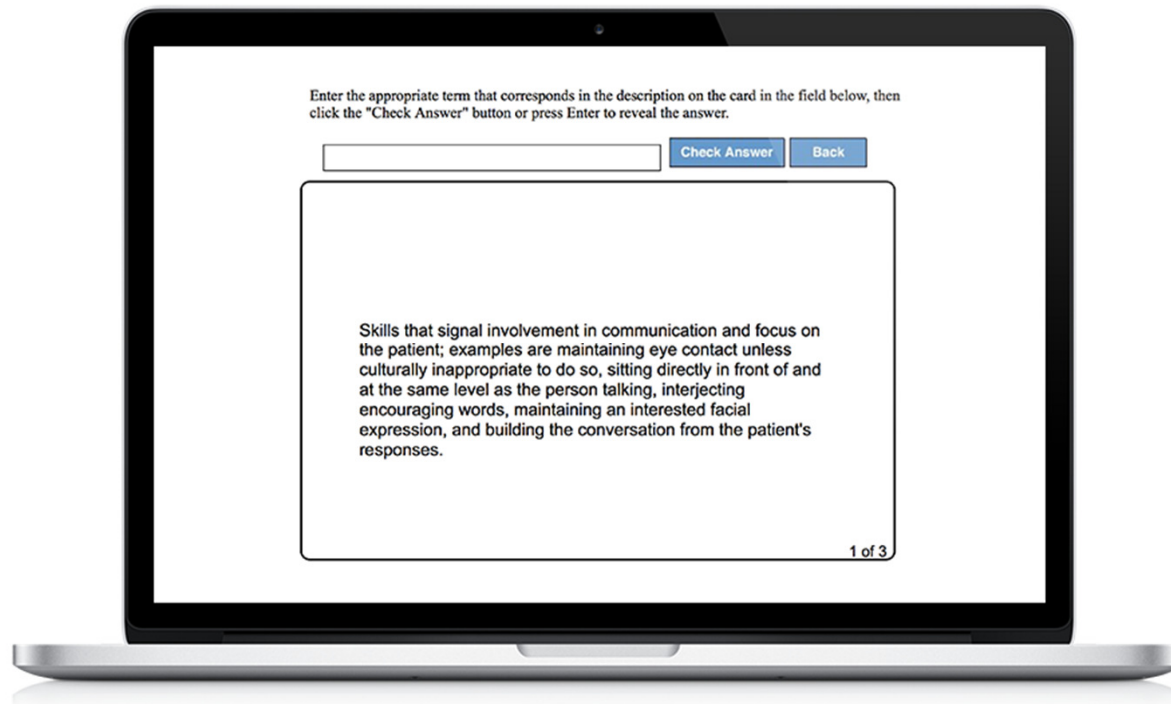 Enter the appropriate term that corresponds in the description on the card in the field below, then
click the "Check Answer" button or press Enter to reveal the answer.
Check Answer
Back
Skills that signal involvement in communication and focus on
the patient; examples are maintaining eye contact unless
culturally inappropriate to do so, sitting directly in front of and
at the same level as the person talking, interjecting
encouraging words, maintaining an interested facial
expression, and building the conversation from the patient's
responses.
1 of 3